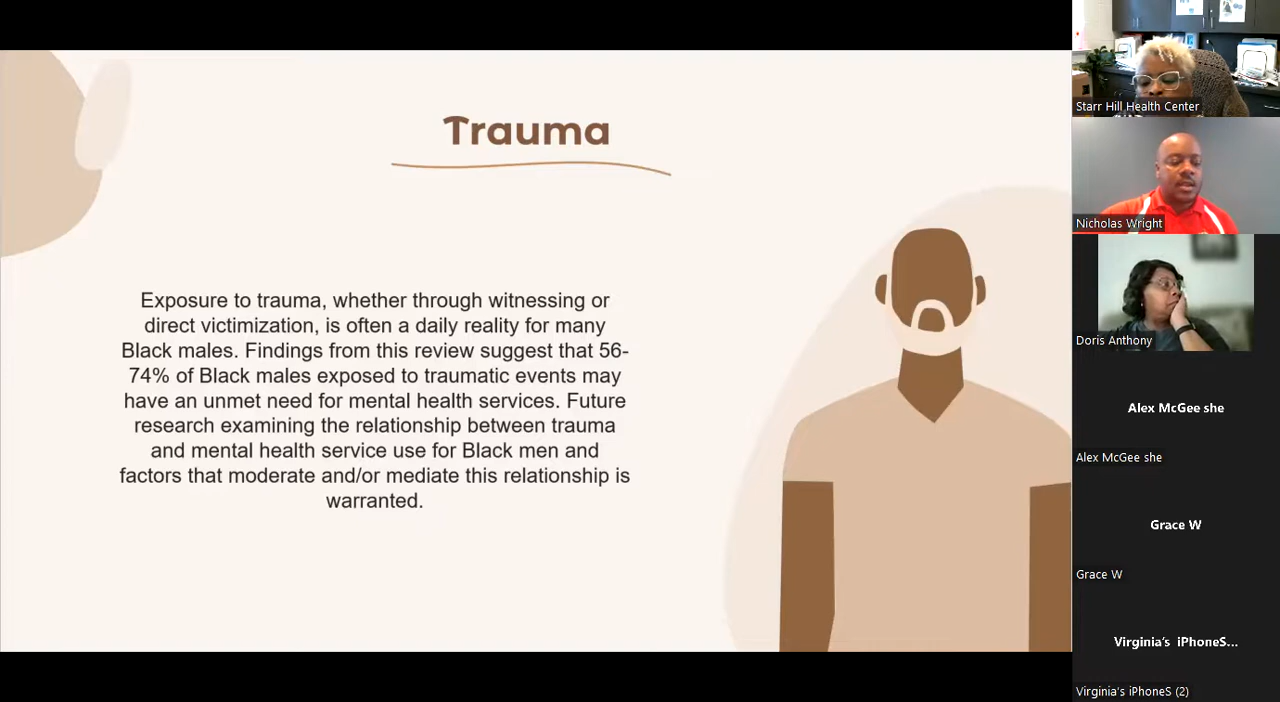 Trauma
Exposure to trauma, whether through witnessing or
direct victimization, is often a daily reality for many
Black males. Findings from this review suggest that 56-
74% of Black males exposed to traumatic events may
have an unmet need for mental health services. Future
research examining the relationship between trauma
and mental health service use for Black men and
factors that moderate and/or mediate this relationship is
warranted.
Starr Hill Health Center
Nicholas Wright
Doris Anthony
Alex McGee she
Alex McGee she
Grace W
Grace W
Virginia's iPhoneS...
Virginia's iPhoneS (2)